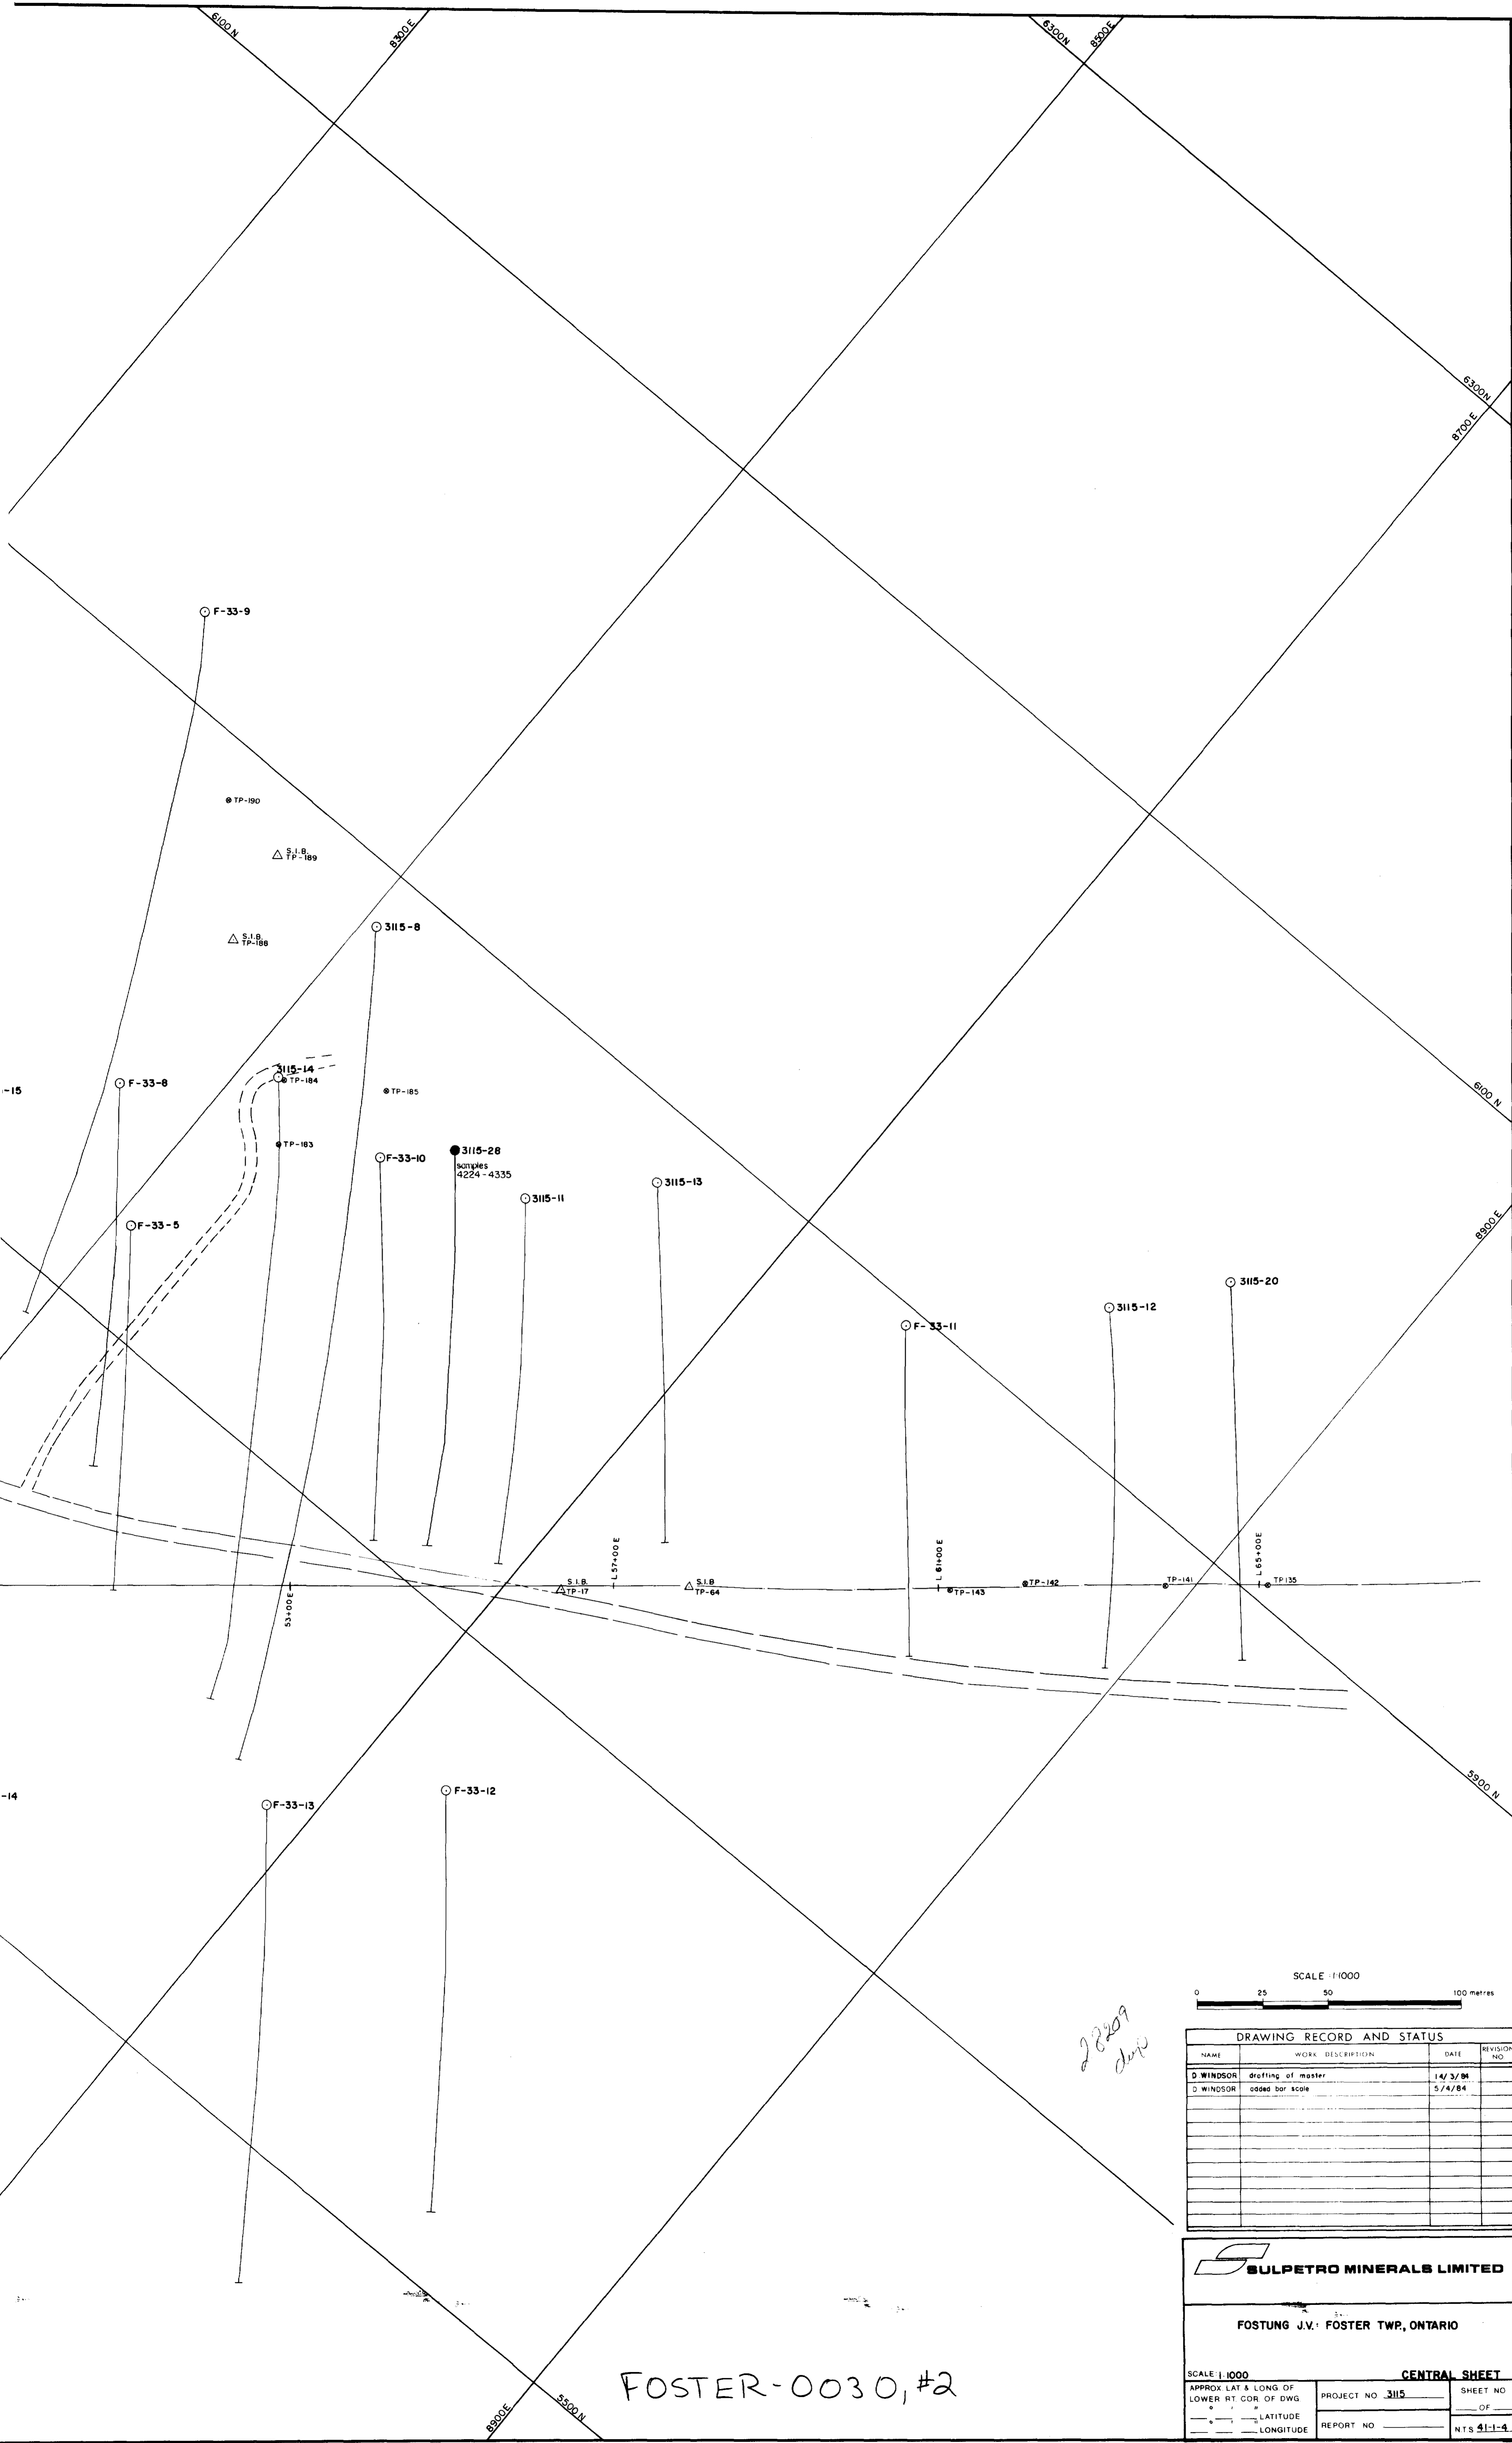 6100N
8300E
6300N
8500E
6300N
8700E
F-33-9
TP-190
S.I.B.
TP-189
S.I.B.
TP-188
3115-8
-15
F-33-8
3115-14
TP-184
TP-185
6100 N
TP-183
F-33-10
3115-28
samples
4224-4335
3115-11
3115-13
F-33-5
8900E
3115-20
3115-12
F-33-11
53+00E
S.I.B.
TP-17
L57+00E
S.I.B
TP-64
L 61+00E
TP-143
TP-142
TP-141
L65+00E
TP135
5900 N
-14
F-33-13
F-33-12
SCALE 1:1000
0 25 50 100 metres
28209
dup
DRAWING RECORD AND STATUS
NAME WORK DESCRIPTION DATE REVISION NO
D.WINDSOR drafting of master 14/3/84
D.WINDSOR added bar scale 5/4/84
SULPETRO MINERALS LIMITED
FOSTUNG J.V.: FOSTER TWP., ONTARIO
SCALE: 1:1000 CENTRAL SHEET
APPROX LAT & LONG OF
LOWER RT COR OF DWG
LATITUDE
LONGITUDE
PROJECT NO 3115
REPORT NO
SHEET NO
OF
NTS 41-1-4
FOSTER-0030,#2
8900E
5500N